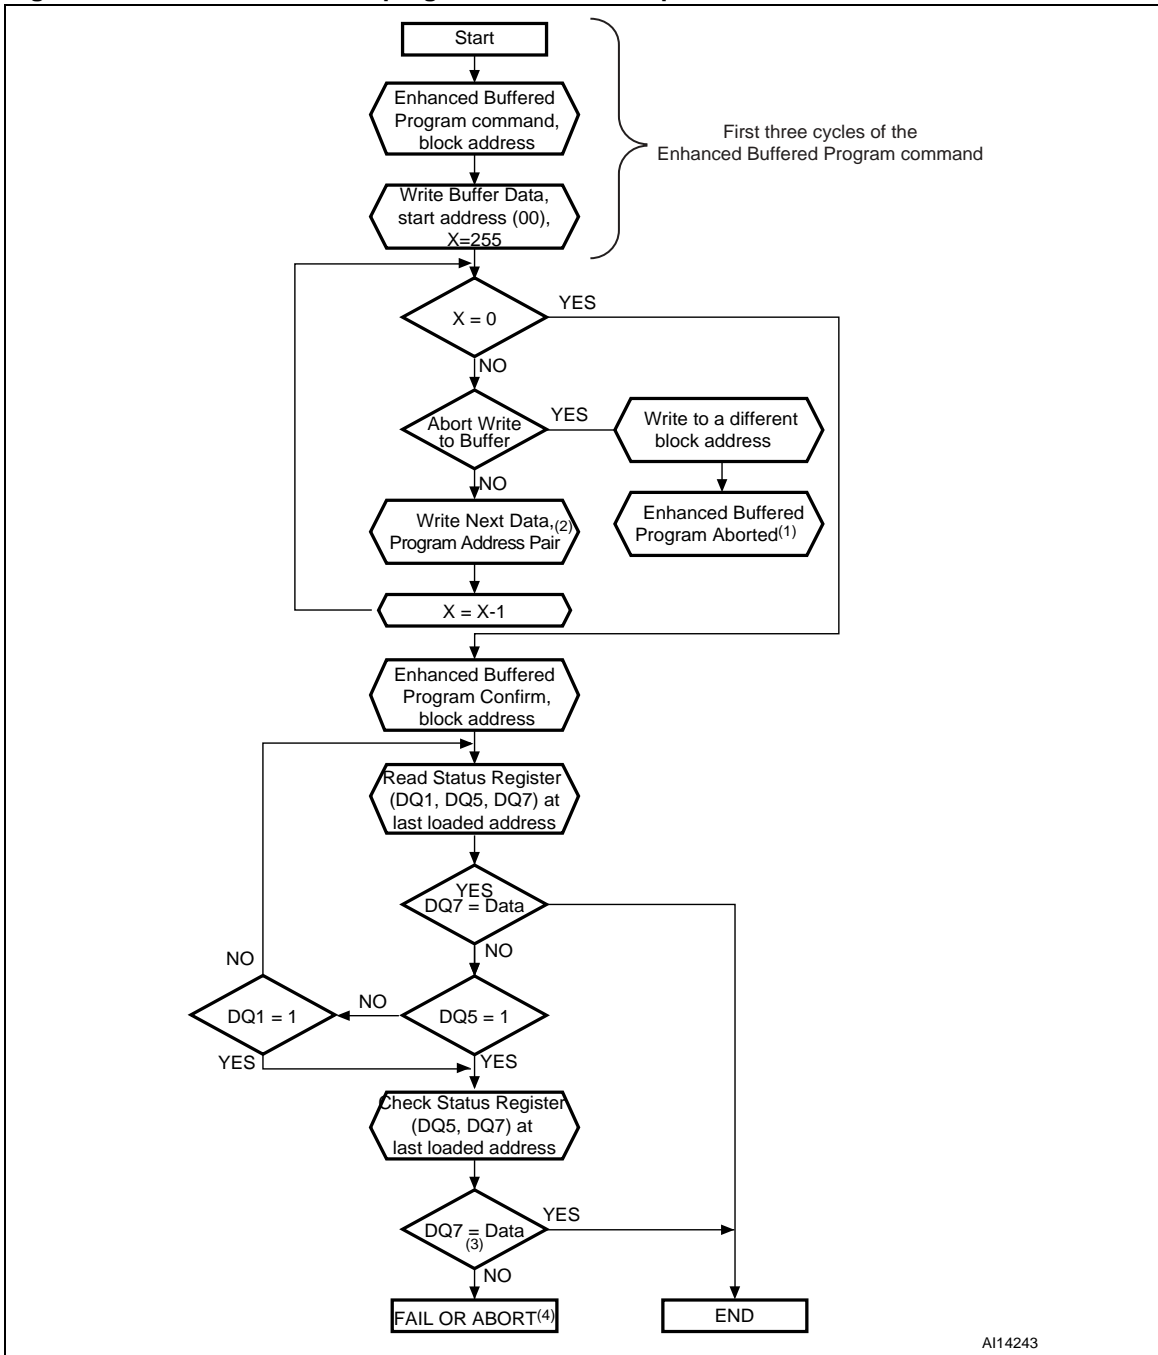 Start
Enhanced Buffered
Program command,
block address
First three cycles of the
Enhanced Buffered Program command
Write Buffer Data,
start address (00),
X=255
X = 0
YES
NO
Abort Write
to Buffer
YES
Write to a different
block address
NO
Write Next Data,(2)
Program Address Pair
Enhanced Buffered
Program Aborted(1)
X = X-1
Enhanced Buffered
Program Confirm,
block address
Read Status Register
(DQ1, DQ5, DQ7) at
last loaded address
YES
DQ7 = Data
NO
NO
DQ1 = 1
NO
DQ5 = 1
YES
YES
Check Status Register
(DQ5, DQ7) at
last loaded address
DQ7 = Data
(3)
YES
NO
FAIL OR ABORT(4)
END
AI14243